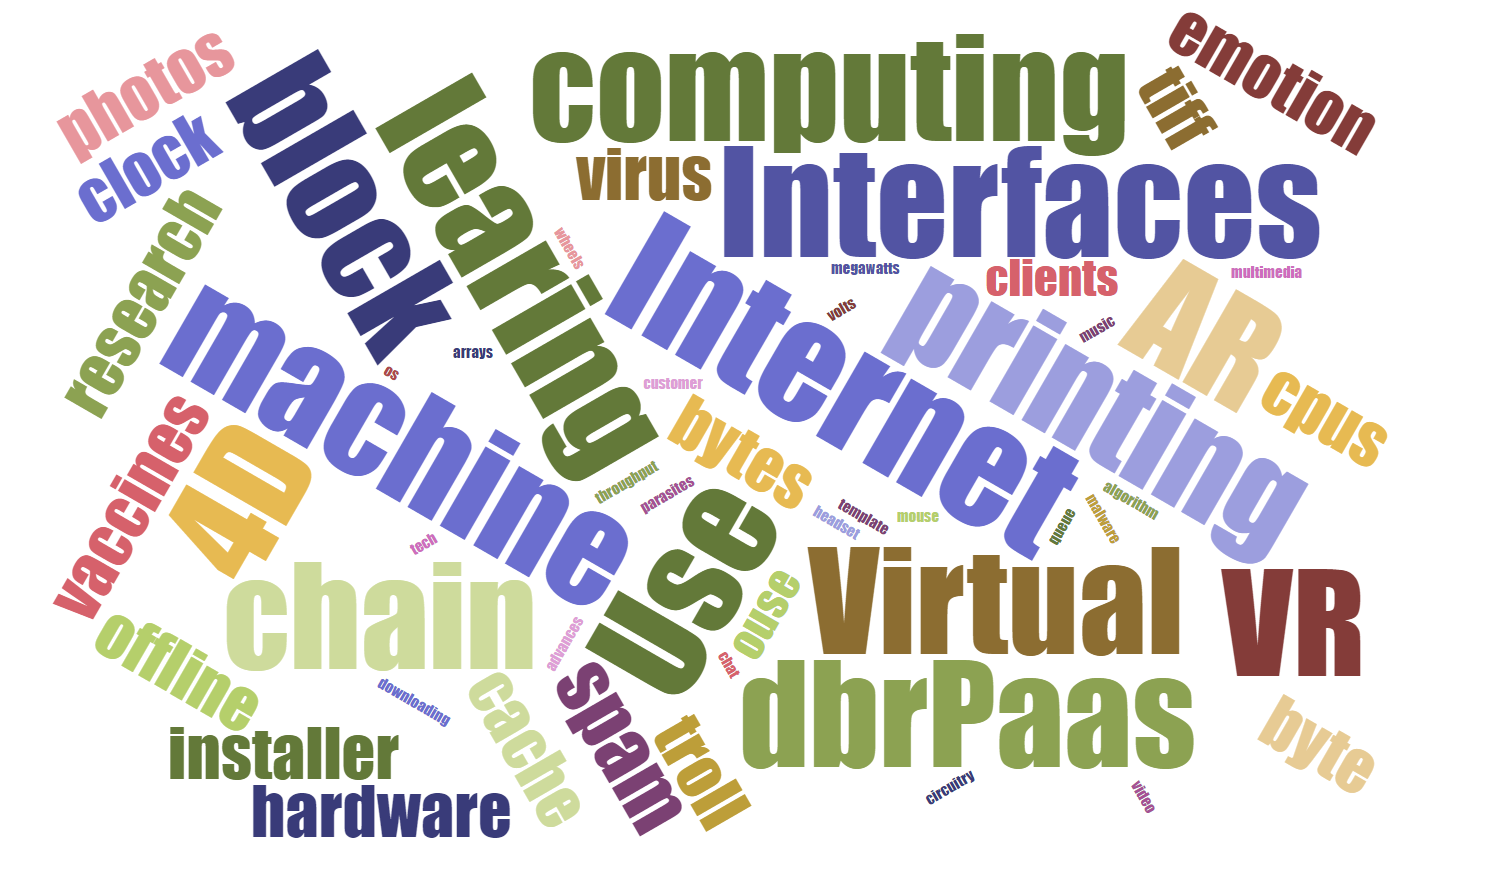 photos
clock
block
learing
computing
emotion
tiff
virus
Interfaces
research
wheels
megawatts
clients
multimedia
machine
Internet
volts
printing
music
AR
arrays
os
customer
cpus
vaccines
4D
bytes
throughput
parasites
template
headset
mouse
queue
malware
algorithm
tech
Use
chain
ouse
Virtual
VR
offline
advances
chat
dbrPaas
downloading
cache
spam
troll
byte
installer
hardware
circuitry
video